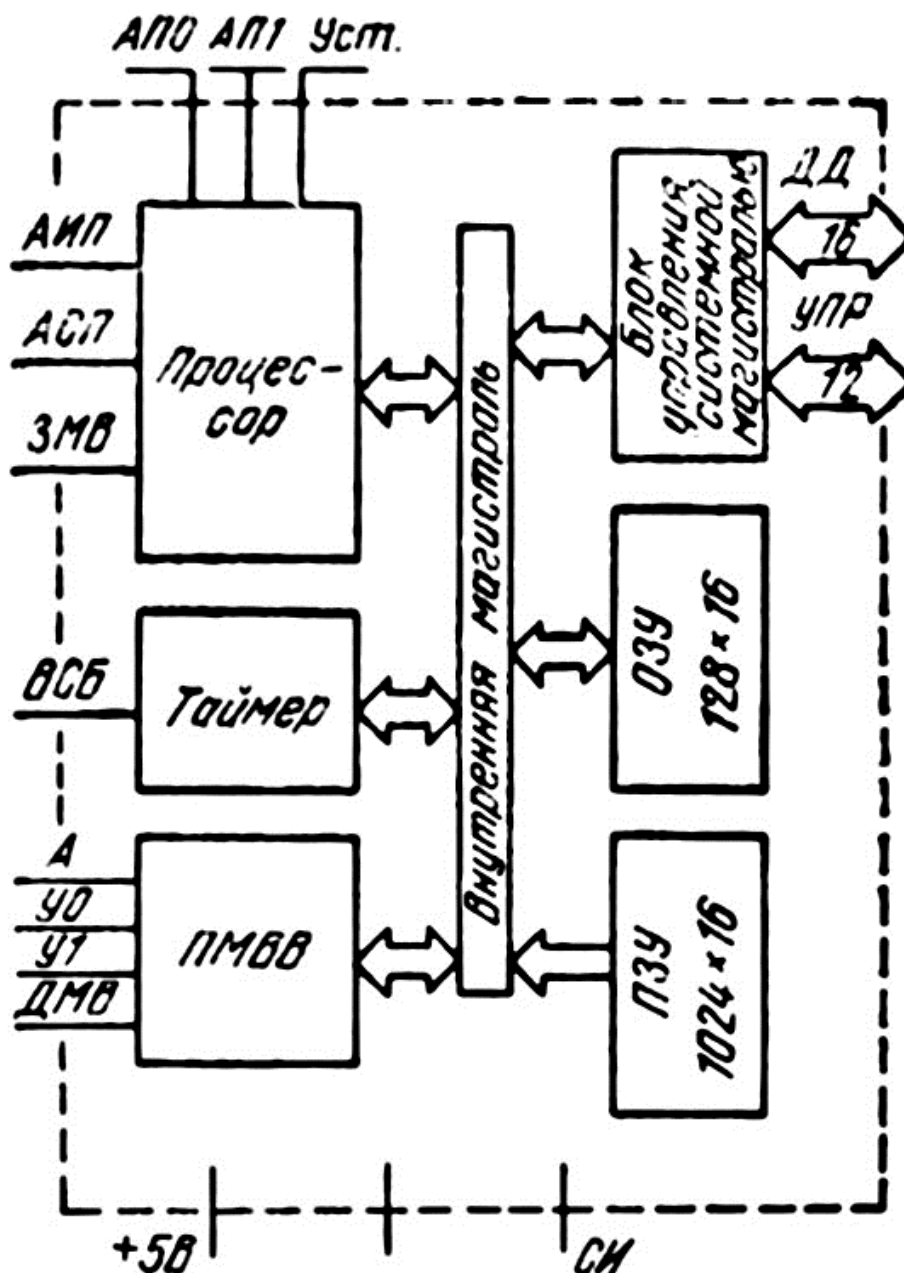 АП0 АП1 Уст.
АИП
АСП
ЗМВ
Процес-
сор
ВСБ
Таймер
А
У0
У1
ДМВ
ПМВВ
Внутренняя магистраль
Блок
управления
системной
магистралью
ДД
16
УПР
12
ОЗУ
128 × 16
ПЗУ
1024 × 16
+5В
СИ